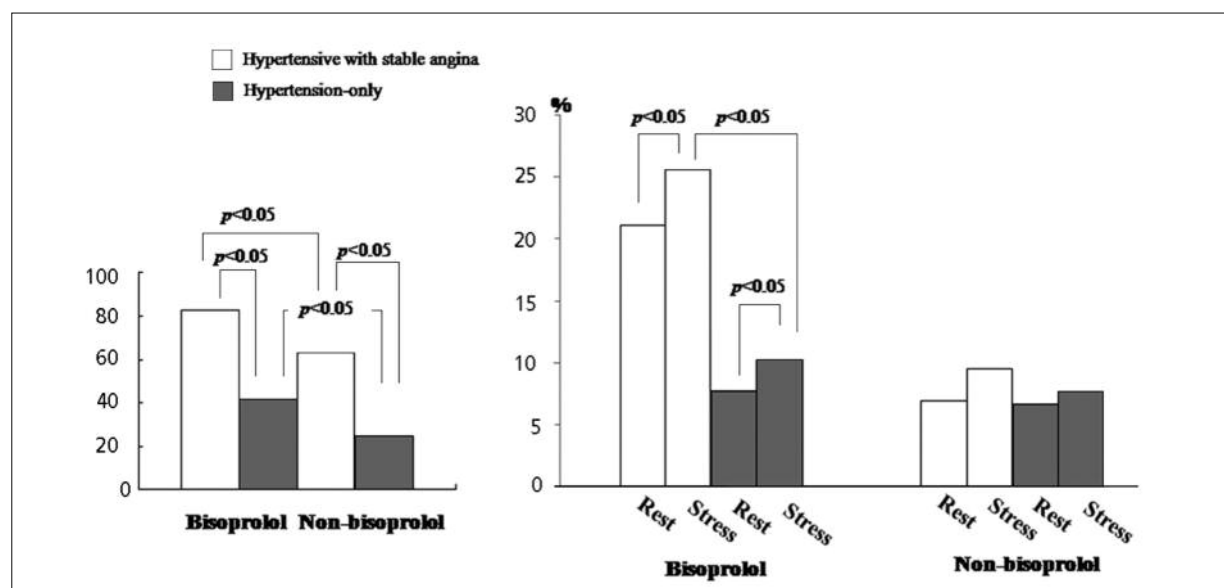 Hypertensive with stable angina
Hypertension-only
p<0.05
p<0.05
p<0.05
p<0.05
100
80
60
40
20
0
Bisoprolol Non-bisoprolol
%
30
25
20
15
10
5
0
p<0.05
p<0.05
p<0.05
Rest
Stress
Rest
Stress
Bisoprolol
Rest
Stress
Rest
Stress
Non-bisoprolol